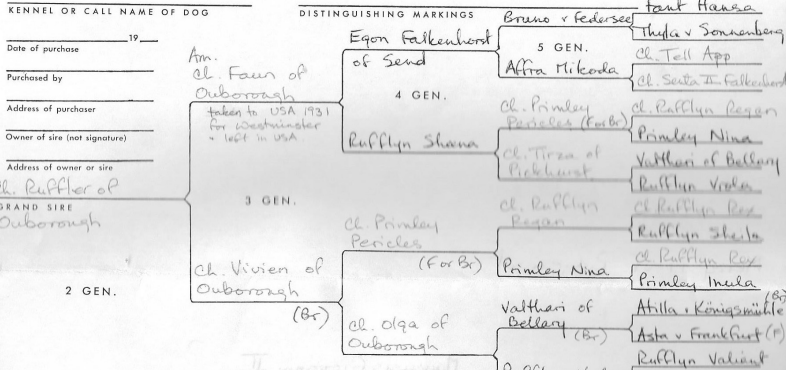 KENNEL OR CALL NAME OF DOG
DISTINGUISHING MARKINGS
19
Date of purchase
Purchased by
Address of purchaser
Owner of sire (not signature)
Address of owner or sire
Ch. Ruffler of
GRAND SIRE
Ouborough
2 GEN.
Am.
Ch. Faun of
Ouborough
taken to USA 1931
for Westminster
& left in USA.
3 GEN.
Ch. Vivien of
Ouborough
(Br)
Egon Falkenhorst
of Send
4 GEN.
Rufflyn Shana
Ch. Primley
Pericles
(For Br)
Ch. Olga of
Ouborough
Bruno v Federsee
5 GEN.
Affra Mikoda
Ch. Primley
Pericles (For Br)
Ch. Tirza of
Pickhurst
Ch. Rufflyn
Regan
Primley Nina
Valthari of
Bellary
(Br)
Hansa
Thyla v Sonnenberg
Ch. Tell App
Ch. Senta II Falkenhorst
Ch. Rufflyn Regan
Primley Nina
Valthari of Bellary
Rufflyn Vrola
Ch Rufflyn Rex
Rufflyn Sheila
Ch Rufflyn Rex
Primley Inula
(Br)
Atilla v Königsmühle
Asta v Frankfurt (F)
Rufflyn Valiant